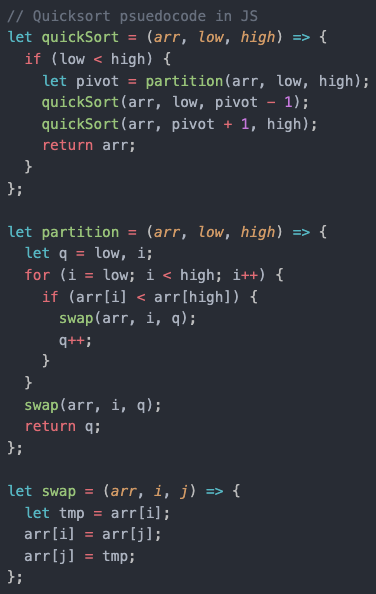 // Quicksort psuedocode in JS
let quickSort = (arr, low, high) => {
  if (low < high) {
    let pivot = partition(arr, low, high);
    quickSort(arr, low, pivot - 1);
    quickSort(arr, pivot + 1, high);
    return arr;
  }
};

let partition = (arr, low, high) => {
  let q = low, i;
  for (i = low; i < high; i++) {
    if (arr[i] < arr[high]) {
      swap(arr, i, q);
      q++;
    }
  }
  swap(arr, i, q);
  return q;
};

let swap = (arr, i, j) => {
  let tmp = arr[i];
  arr[i] = arr[j];
  arr[j] = tmp;
};